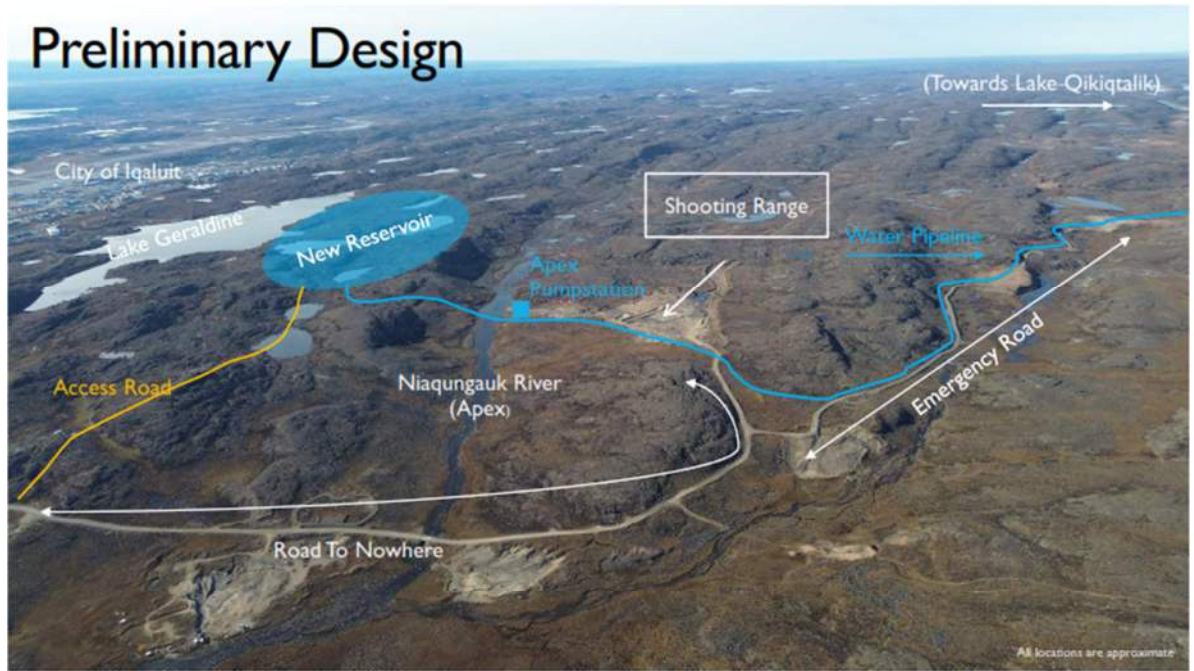 Preliminary Design
(Towards Lake Qikiqtalik)
City of Iqaluit
Lake Geraldine
New Reservoir
Shooting Range
Water Pipeline
Apex
Pumpstation
Access Road
Niaqungauk River
(Apex)
Emergency Road
Road To Nowhere
All locations are approximate